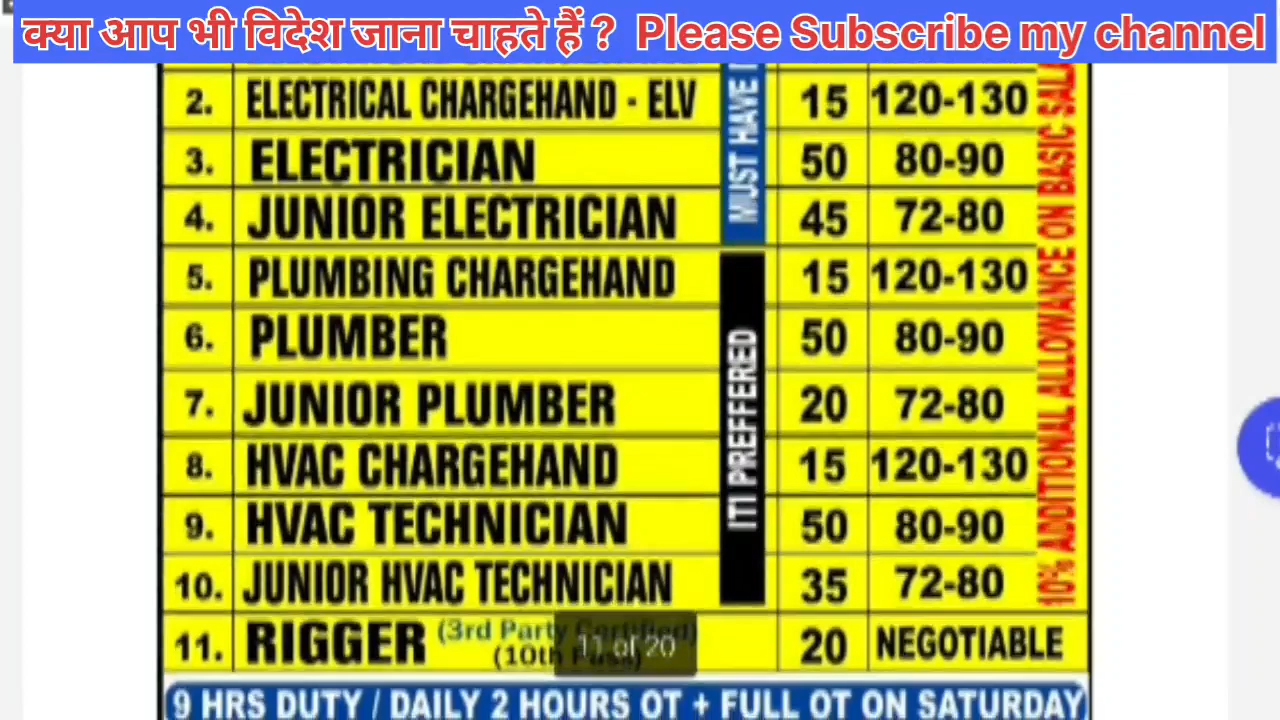 क्या आप भी विदेश जाना चाहते हैं ? Please Subscribe my channel
2. ELECTRICAL CHARGEHAND - ELV 15 120-130
3. ELECTRICIAN 50 80-90
4. JUNIOR ELECTRICIAN 45 72-80
MUST HAVE
5. PLUMBING CHARGEHAND 15 120-130
6. PLUMBER 50 80-90
7. JUNIOR PLUMBER 20 72-80
8. HVAC CHARGEHAND 15 120-130
9. HVAC TECHNICIAN 50 80-90
10. JUNIOR HVAC TECHNICIAN 35 72-80
ITI PREFFERED
10% ADDITIONAL ALLOWANCE ON BASIC
11. RIGGER (3rd Party Certified) 20 NEGOTIABLE
(10th Pass)
11 of 20
9 HRS DUTY / DAILY 2 HOURS OT + FULL OT ON SATURDAY